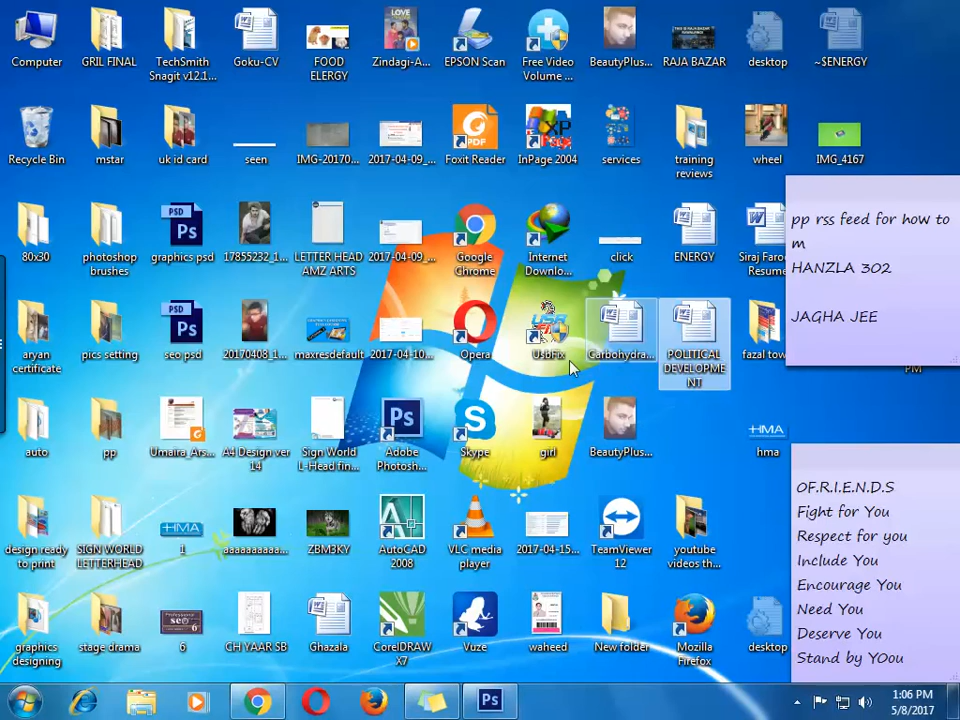 Computer
GRIL FINAL
TechSmith
Snagit v12.1...
Goku-CV
FOOD
ELERGY
Zindagi-A...
EPSON Scan
Free Video
Volume ...
BeautyPlus...
RAJA BAZAR
desktop
~$ENERGY
Recycle Bin
mstar
uk id card
seen
IMG-20170...
2017-04-09_...
Foxit Reader
InPage 2004
services
training
reviews
wheel
IMG_4167
80x30
photoshop
brushes
graphics psd
17855232_1...
LETTER HEAD
AMZ ARTS
2017-04-09_...
Google
Chrome
Internet
Downlo...
click
ENERGY
Siraj Faroo
Resume
aryan
certificate
pics setting
seo psd
20170408_1...
maxresdefault
2017-04-10...
Opera
UsbFix
Carbohydra...
POLITICAL
DEVELOPME
NT
fazal tow
PM
auto
pp
Umaira_Ars...
A4 Design ver
14
Sign World
L-Head fin...
Adobe
Photosh...
Skype
girl
BeautyPlus...
HMA
hma
design ready
to print
SIGN WORLD
LETTERHEAD
HMA
1
aaaaaaaaaa...
ZBM3KY
AutoCAD
2008
VLC media
player
2017-04-15...
TeamViewer
12
youtube
videos th...
graphics
designing
stage drama
6
CH YAAR SB
Ghazala
CorelDRAW
X7
Vuze
waheed
New folder
Mozilla
Firefox
desktop
pp rss feed for how to
m
HANZLA 302
JAGHA JEE
OF.R.I.E.N.D.S
Fight for You
Respect for you
Include You
Encourage You
Need You
Deserve You
Stand by YOou
1:06 PM
5/8/2017